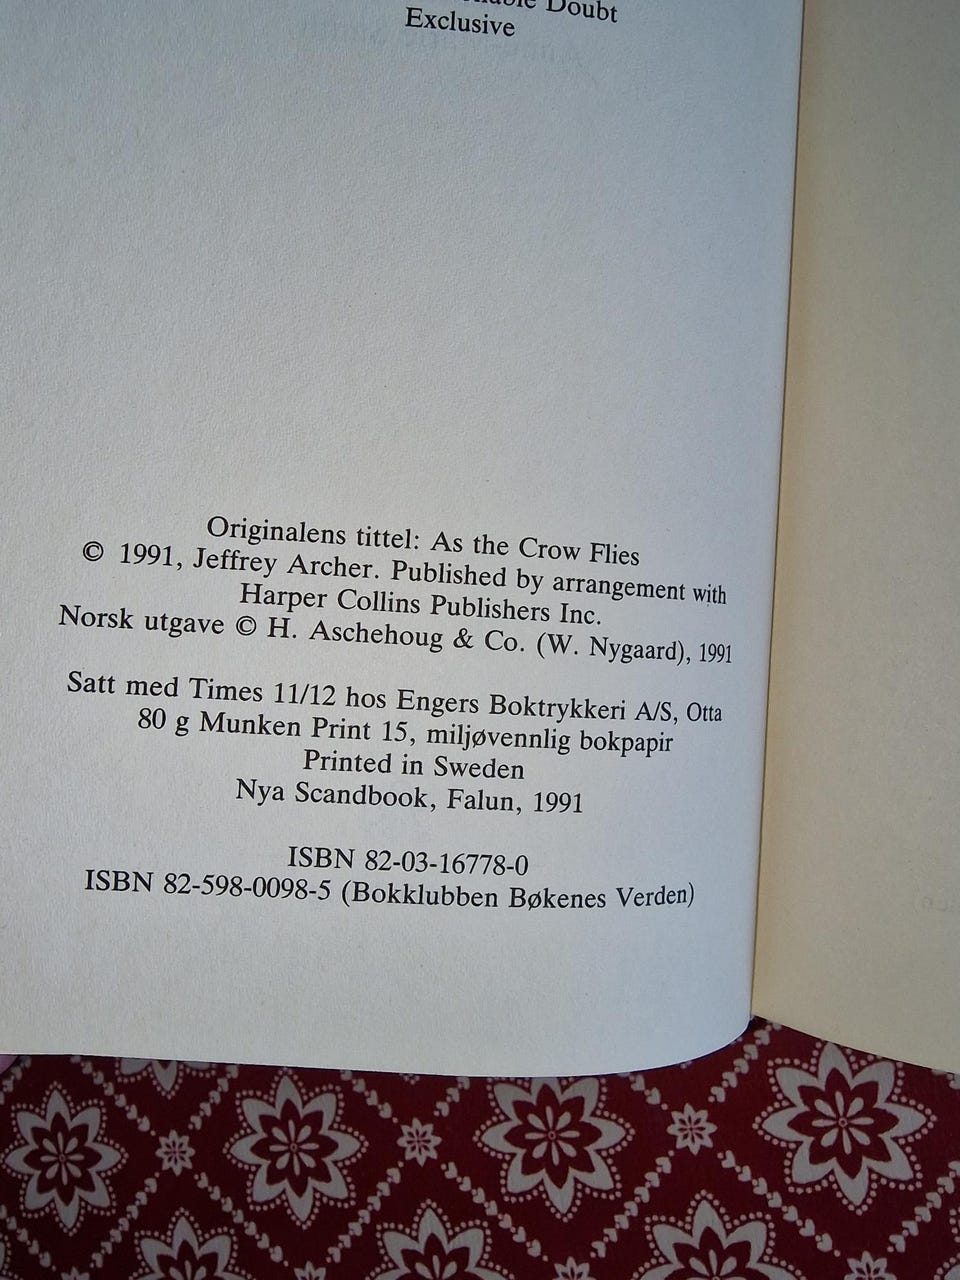 Doubt
Exclusive
Originalens tittel: As the Crow Flies
© 1991, Jeffrey Archer. Published by arrangement with
Harper Collins Publishers Inc.
Norsk utgave © H. Aschehoug & Co. (W. Nygaard), 1991
Satt med Times 11/12 hos Engers Boktrykkeri A/S, Otta
80 g Munken Print 15, miljøvennlig bokpapir
Printed in Sweden
Nya Scandbook, Falun, 1991
ISBN 82-03-16778-0
ISBN 82-598-0098-5 (Bokklubben Bøkenes Verden)